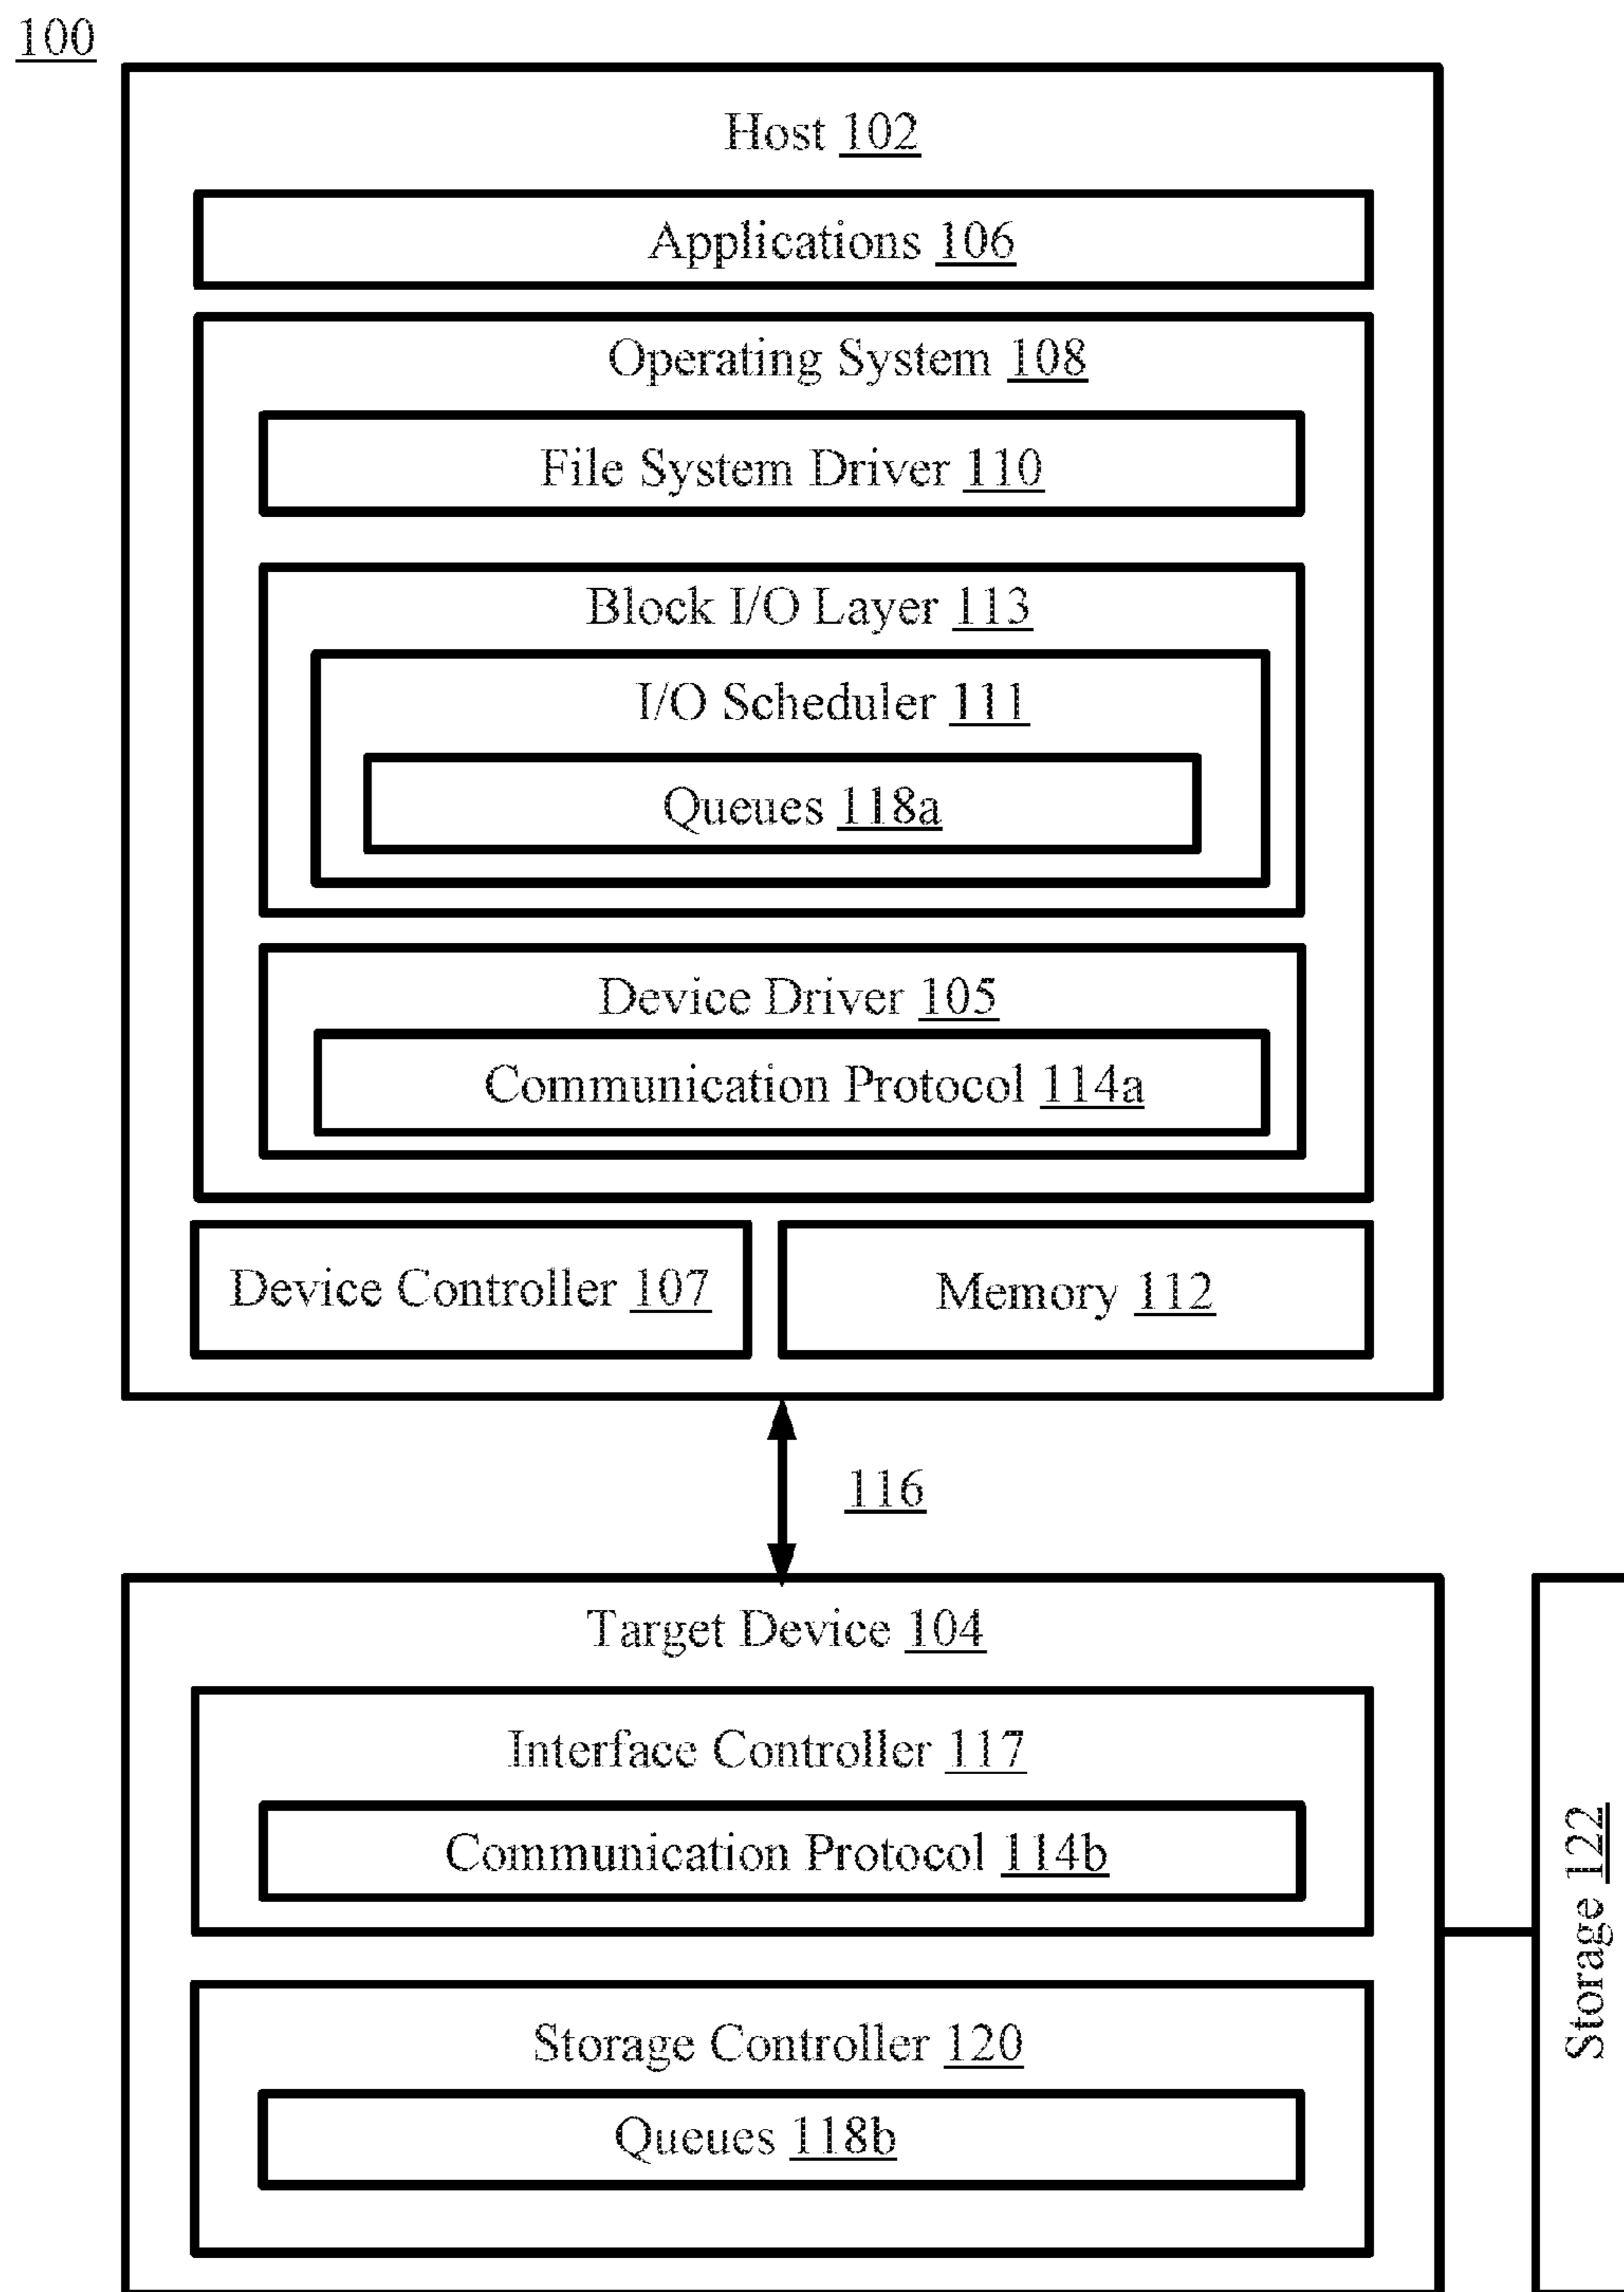 100
Host 102
Applications 106
Operating System 108
File System Driver 110
Block I/O Layer 113
I/O Scheduler 111
Queues 118a
Device Driver 105
Communication Protocol 114a
Device Controller 107
Memory 112
116
Target Device 104
Interface Controller 117
Communication Protocol 114b
Storage Controller 120
Queues 118b
Storage 122